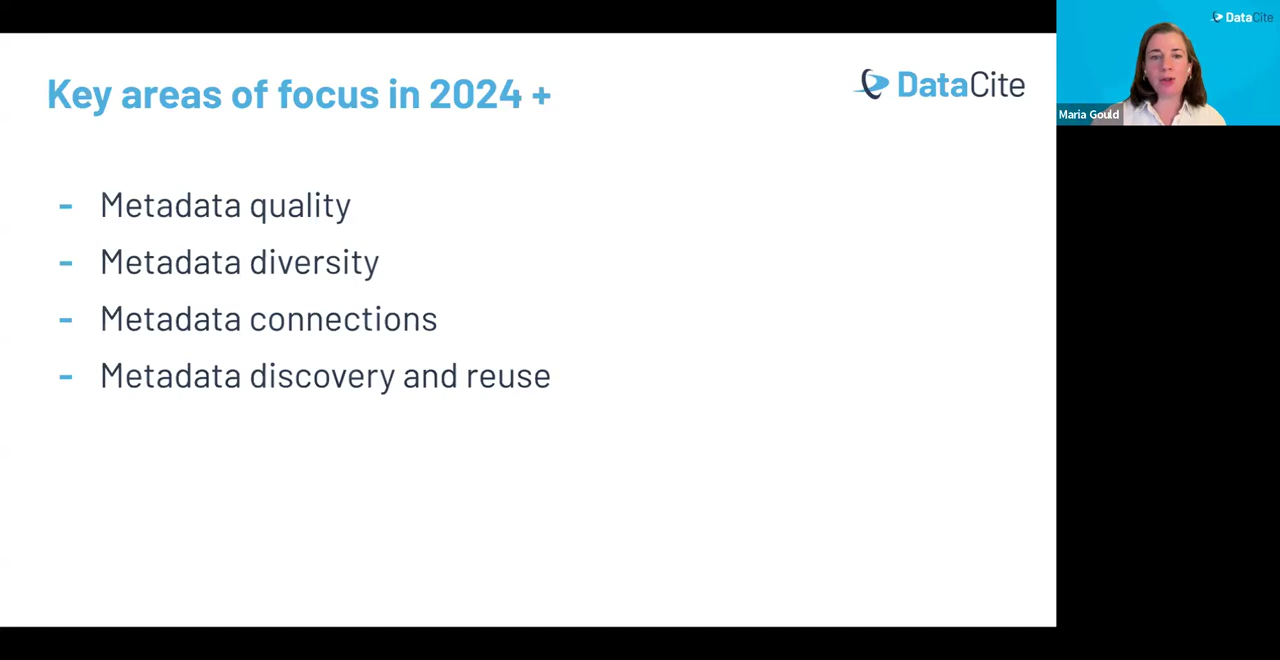 Key areas of focus in 2024 +
DataCite
- Metadata quality
- Metadata diversity
- Metadata connections
- Metadata discovery and reuse
DataCite
Maria Gould